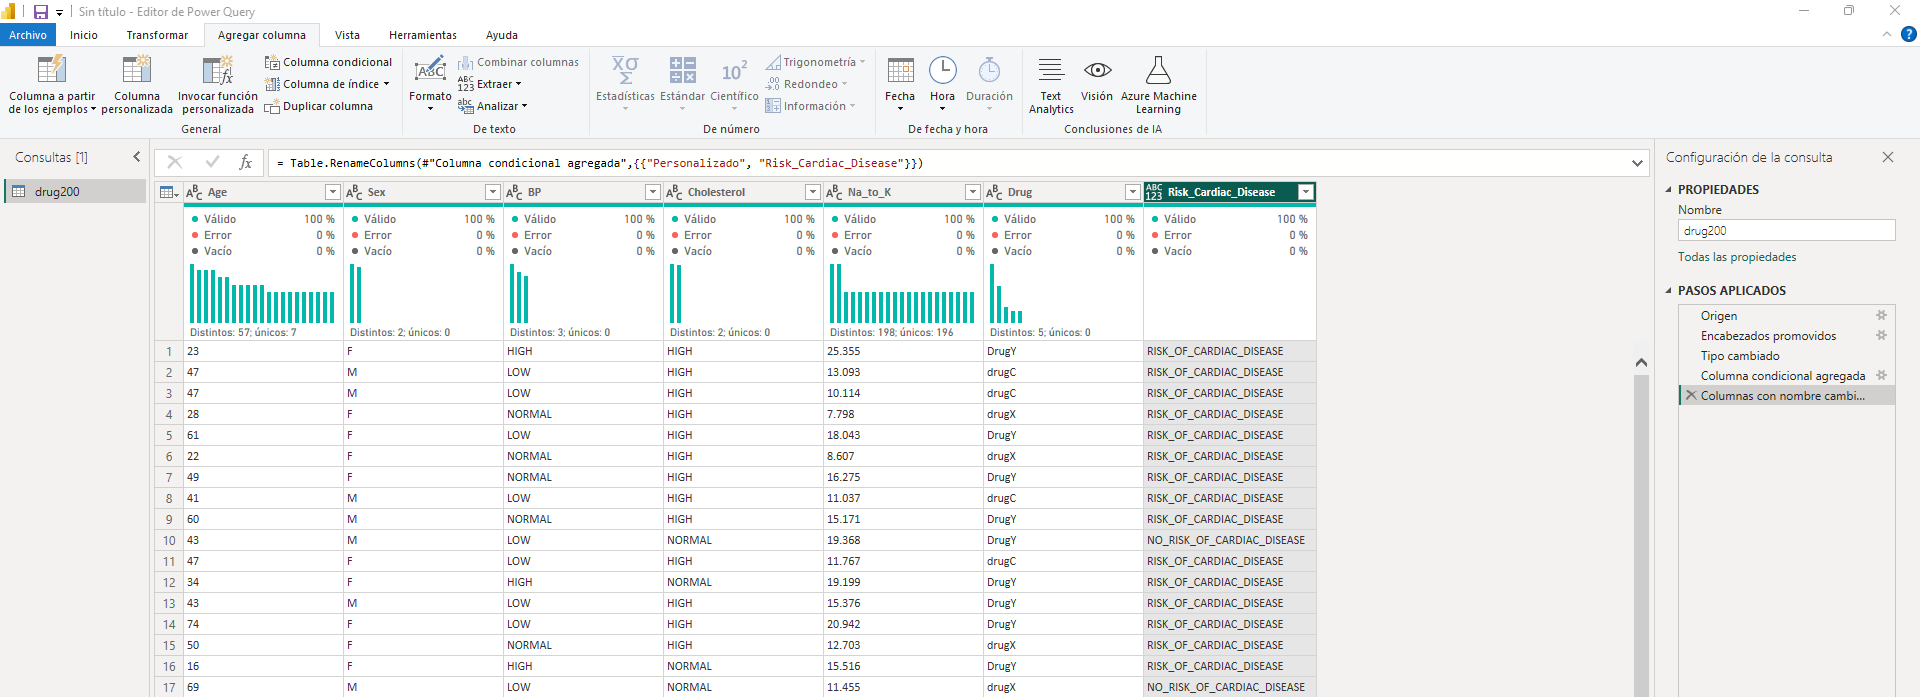 Sin título - Editor de Power Query
Archivo Inicio Transformar Agregar columna Vista Herramientas Ayuda
Columna a partir de los ejemplos
Columna personalizada
Invocar función personalizada
Columna condicional
Columna de índice
Duplicar columna
General
ABC
Formato
Combinar columnas
ABC 123 Extraer
abc Analizar
De texto
Χσ Σ
Estadísticas
Estándar
10²
Científico
Trigonometría
Redondeo
Información
De número
Fecha
Hora
Duración
De fecha y hora
Text Analytics
Visión
Azure Machine Learning
Conclusiones de IA
Consultas [1]
drug200
fx
= Table.RenameColumns(#"Columna condicional agregada",{{"Personalizado", "Risk_Cardiac_Disease"}})
ABC Age ABC Sex ABC BP ABC Cholesterol ABC Na_to_K ABC Drug ABC 123 Risk_Cardiac_Disease
Válido 100 % Válido 100 % Válido 100 % Válido 100 % Válido 100 % Válido 100 % Válido 100 %
Error 0 % Error 0 % Error 0 % Error 0 % Error 0 % Error 0 % Error 0 %
Vacío 0 % Vacío 0 % Vacío 0 % Vacío 0 % Vacío 0 % Vacío 0 % Vacío 0 %
Distintos: 57; únicos: 7 Distintos: 2; únicos: 0 Distintos: 3; únicos: 0 Distintos: 2; únicos: 0 Distintos: 198; únicos: 196 Distintos: 5; únicos: 0
1 23 F HIGH HIGH 25.355 DrugY RISK_OF_CARDIAC_DISEASE
2 47 M LOW HIGH 13.093 drugC RISK_OF_CARDIAC_DISEASE
3 47 M LOW HIGH 10.114 drugC RISK_OF_CARDIAC_DISEASE
4 28 F NORMAL HIGH 7.798 drugX RISK_OF_CARDIAC_DISEASE
5 61 F LOW HIGH 18.043 DrugY RISK_OF_CARDIAC_DISEASE
6 22 F NORMAL HIGH 8.607 drugX RISK_OF_CARDIAC_DISEASE
7 49 F NORMAL HIGH 16.275 DrugY RISK_OF_CARDIAC_DISEASE
8 41 M LOW HIGH 11.037 drugC RISK_OF_CARDIAC_DISEASE
9 60 M NORMAL HIGH 15.171 DrugY RISK_OF_CARDIAC_DISEASE
10 43 M LOW NORMAL 19.368 DrugY NO_RISK_OF_CARDIAC_DISEASE
11 47 F LOW HIGH 11.767 drugC RISK_OF_CARDIAC_DISEASE
12 34 F HIGH NORMAL 19.199 DrugY RISK_OF_CARDIAC_DISEASE
13 43 M LOW HIGH 15.376 DrugY RISK_OF_CARDIAC_DISEASE
14 74 F LOW HIGH 20.942 DrugY RISK_OF_CARDIAC_DISEASE
15 50 F NORMAL HIGH 12.703 drugX RISK_OF_CARDIAC_DISEASE
16 16 F HIGH NORMAL 15.516 DrugY RISK_OF_CARDIAC_DISEASE
17 69 M LOW NORMAL 11.455 drugX NO_RISK_OF_CARDIAC_DISEASE
Configuración de la consulta
PROPIEDADES
Nombre
drug200
Todas las propiedades
PASOS APLICADOS
Origen
Encabezados promovidos
Tipo cambiado
Columna condicional agregada
Columnas con nombre cambi...